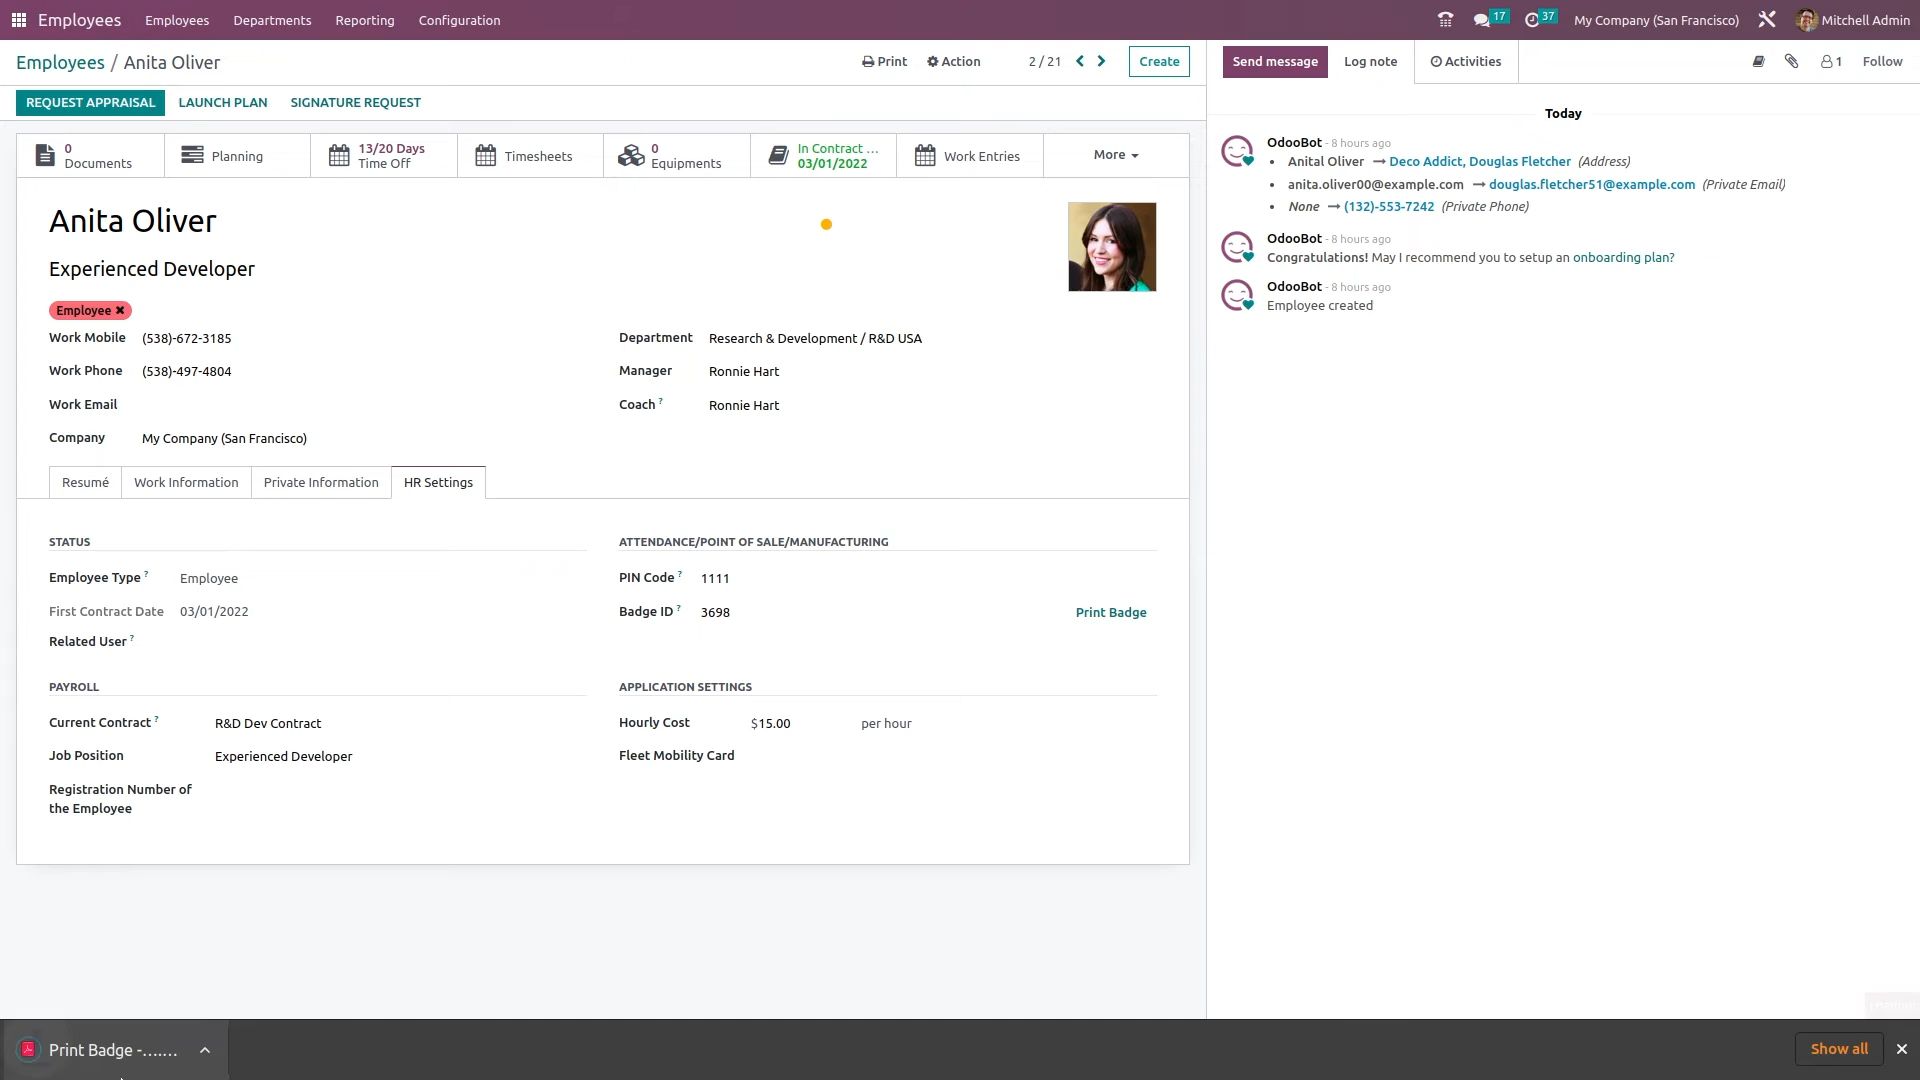 Employees Employees Departments Reporting Configuration 17 37 My Company (San Francisco) Mitchell Admin
Employees / Anita Oliver Print Action 2 / 21 Create
REQUEST APPRAISAL LAUNCH PLAN SIGNATURE REQUEST
0 Documents
Planning
13/20 Days Time Off
Timesheets
0 Equipments
In Contract ... 03/01/2022
Work Entries
More
Anita Oliver
Experienced Developer
Employee ✖
Work Mobile (538)-672-3185
Work Phone (538)-497-4804
Work Email
Company My Company (San Francisco)
Department Research & Development / R&D USA
Manager Ronnie Hart
Coach ? Ronnie Hart
Resumé Work Information Private Information HR Settings
STATUS
Employee Type ? Employee
First Contract Date 03/01/2022
Related User ?
ATTENDANCE/POINT OF SALE/MANUFACTURING
PIN Code ? 1111
Badge ID ? 3698 Print Badge
PAYROLL
Current Contract ? R&D Dev Contract
Job Position Experienced Developer
Registration Number of
the Employee
APPLICATION SETTINGS
Hourly Cost $15.00 per hour
Fleet Mobility Card
Send message Log note Activities 1 Follow
Today
OdooBot - 8 hours ago
• Anital Oliver → Deco Addict, Douglas Fletcher (Address)
• anita.oliver00@example.com → douglas.fletcher51@example.com (Private Email)
• None → (132)-553-7242 (Private Phone)
OdooBot - 8 hours ago
Congratulations! May I recommend you to setup an onboarding plan?
OdooBot - 8 hours ago
Employee created
Print Badge -...... Show all ✕